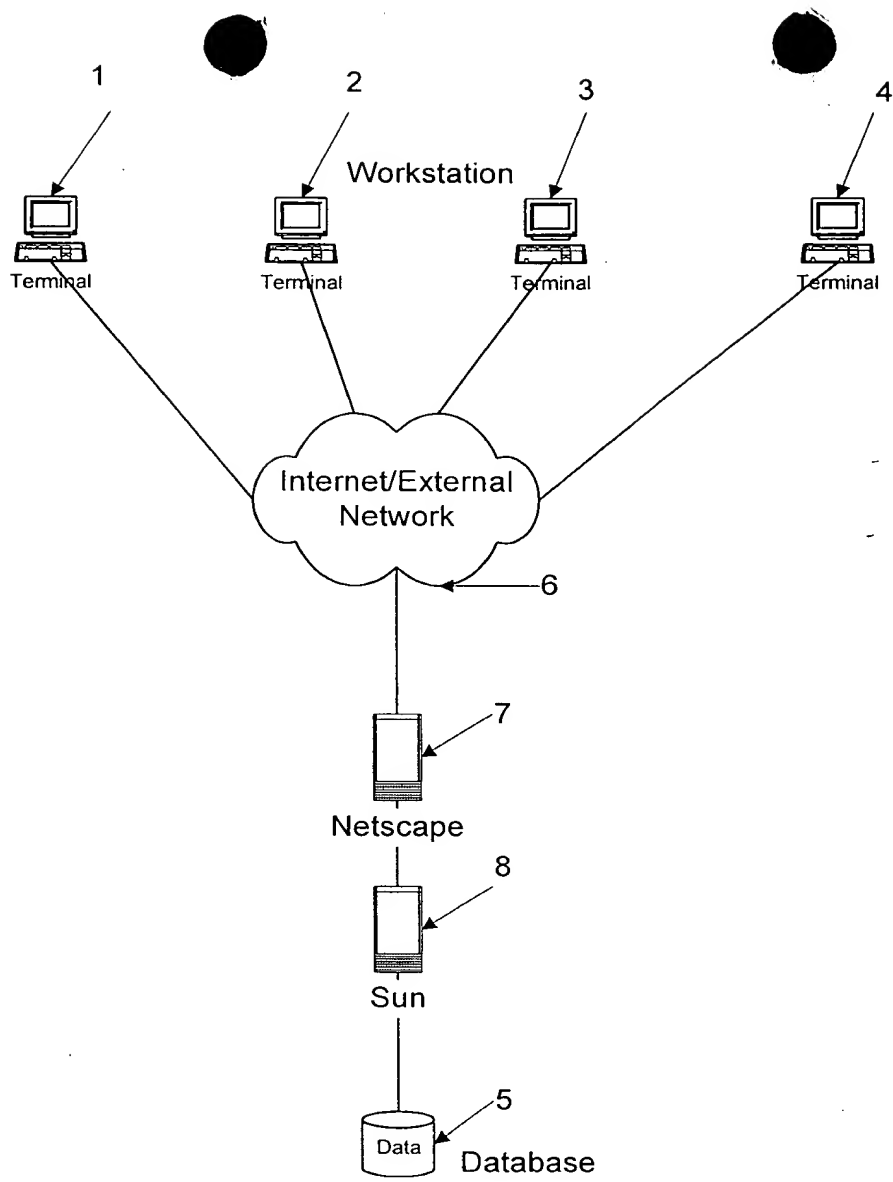 1 2 3 4
Workstation
Terminal Terminal Terminal Terminal
Internet/External
Network
6
7
Netscape
8
Sun
5
Data
Database